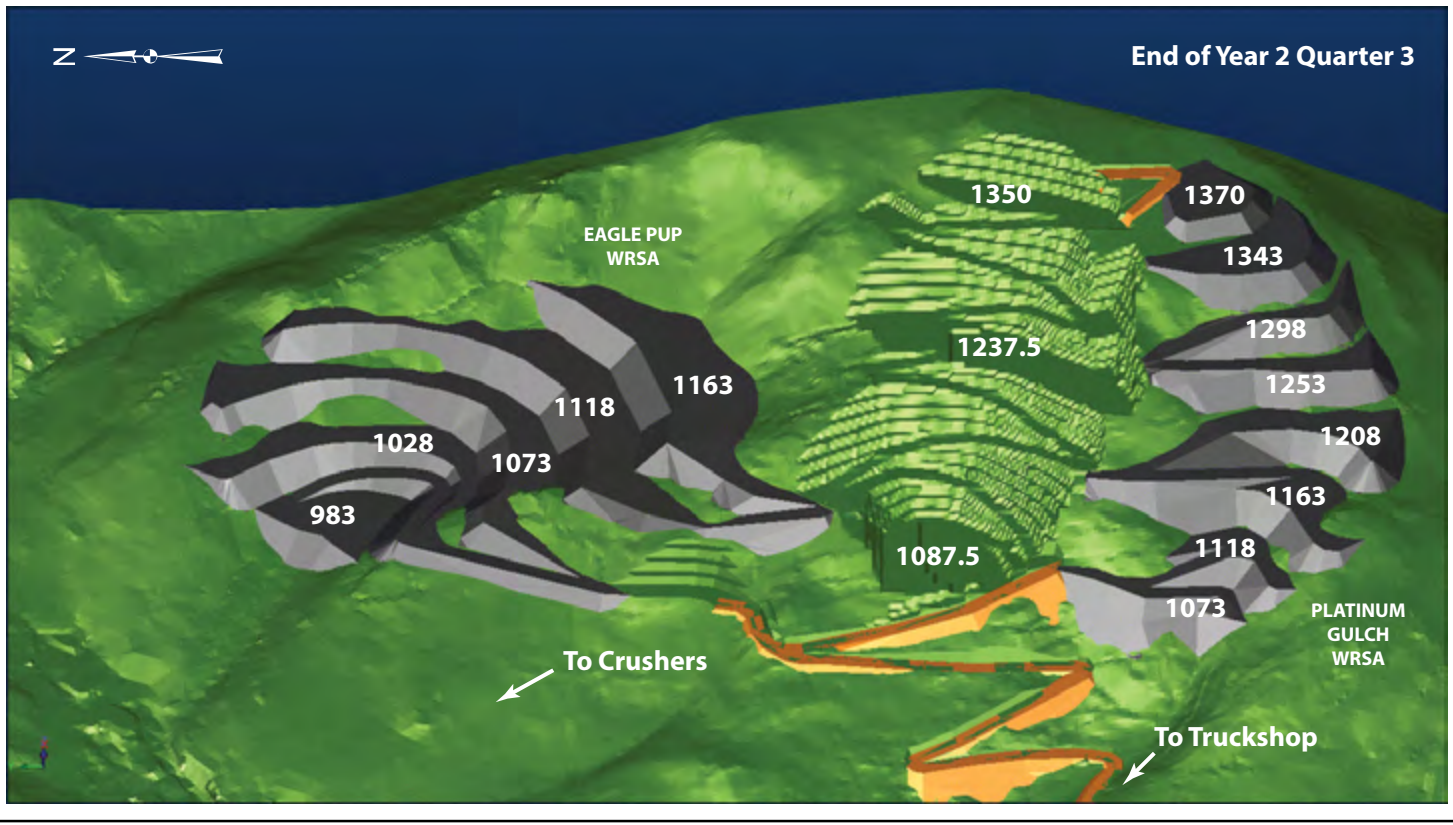 N
End of Year 2 Quarter 3
1350
1370
EAGLE PUP
WRSA
1343
1298
1237.5
1163
1253
1118
1028
1208
1073
1163
983
1118
1087.5
1073
PLATINUM
GULCH
WRSA
To Crushers
To Truckshop